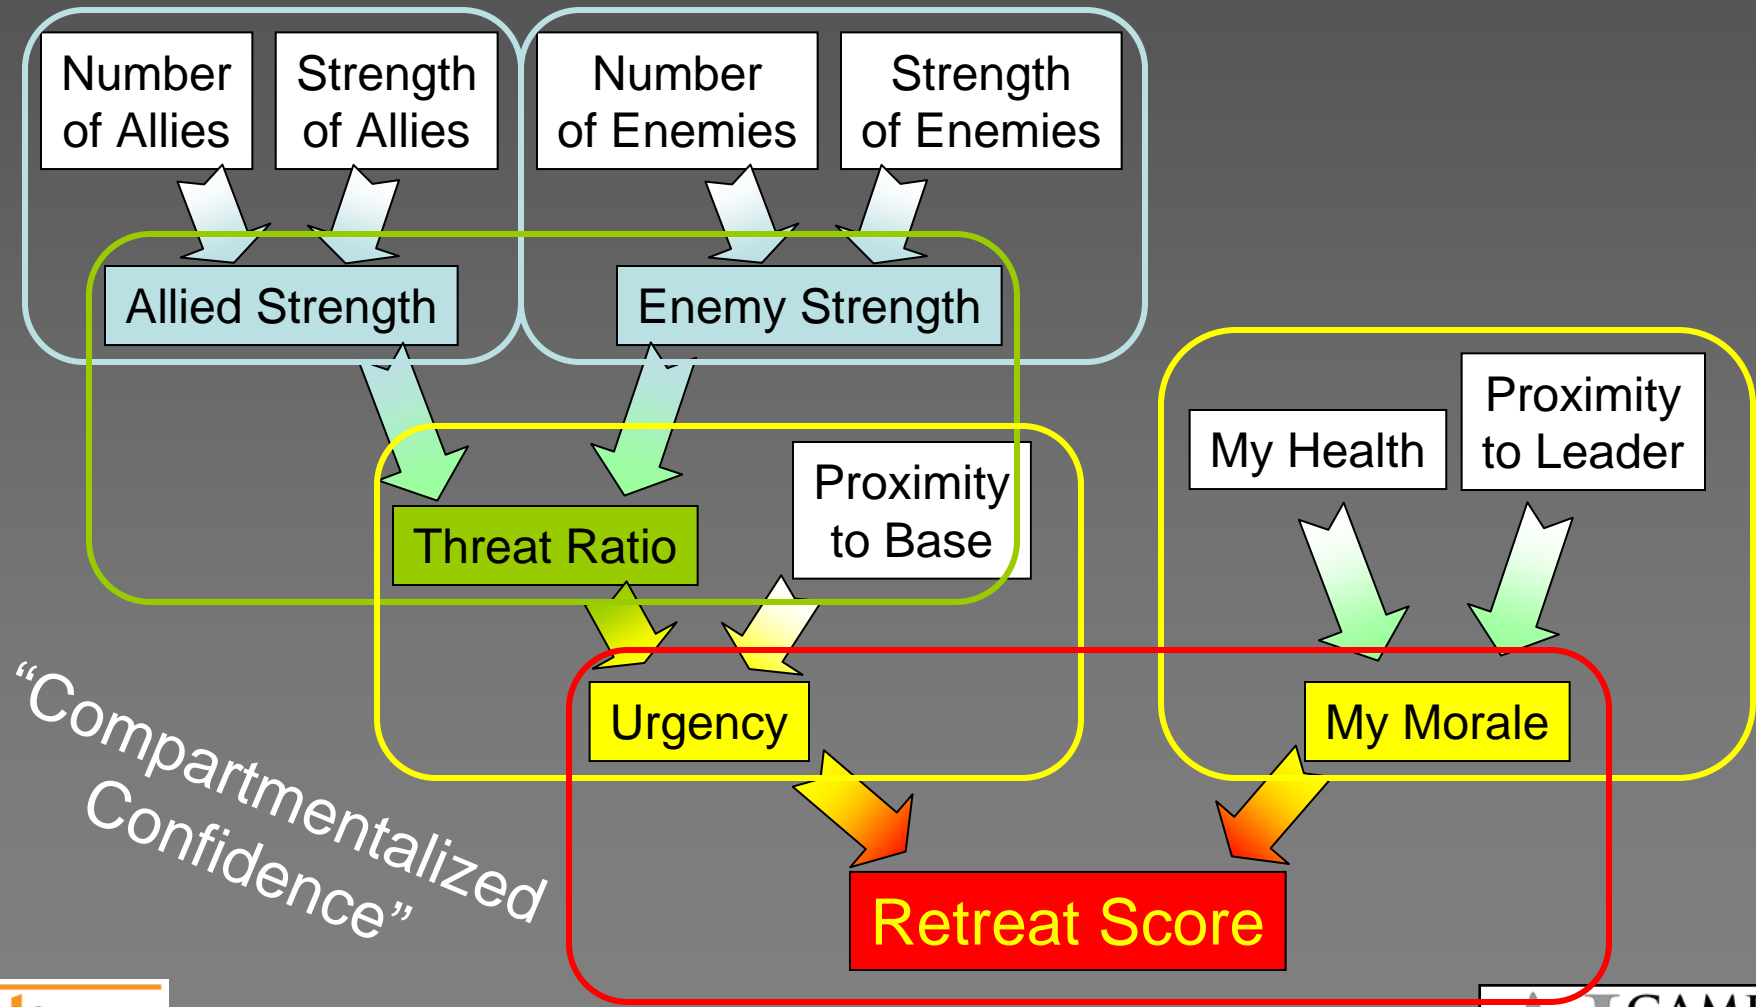 Number
of Allies
Strength
of Allies
Number
of Enemies
Strength
of Enemies
Allied Strength
Enemy Strength
My Health
Proximity
to Leader
Threat Ratio
Proximity
to Base
Urgency
My Morale
“Compartmentalized
Confidence”
Retreat Score